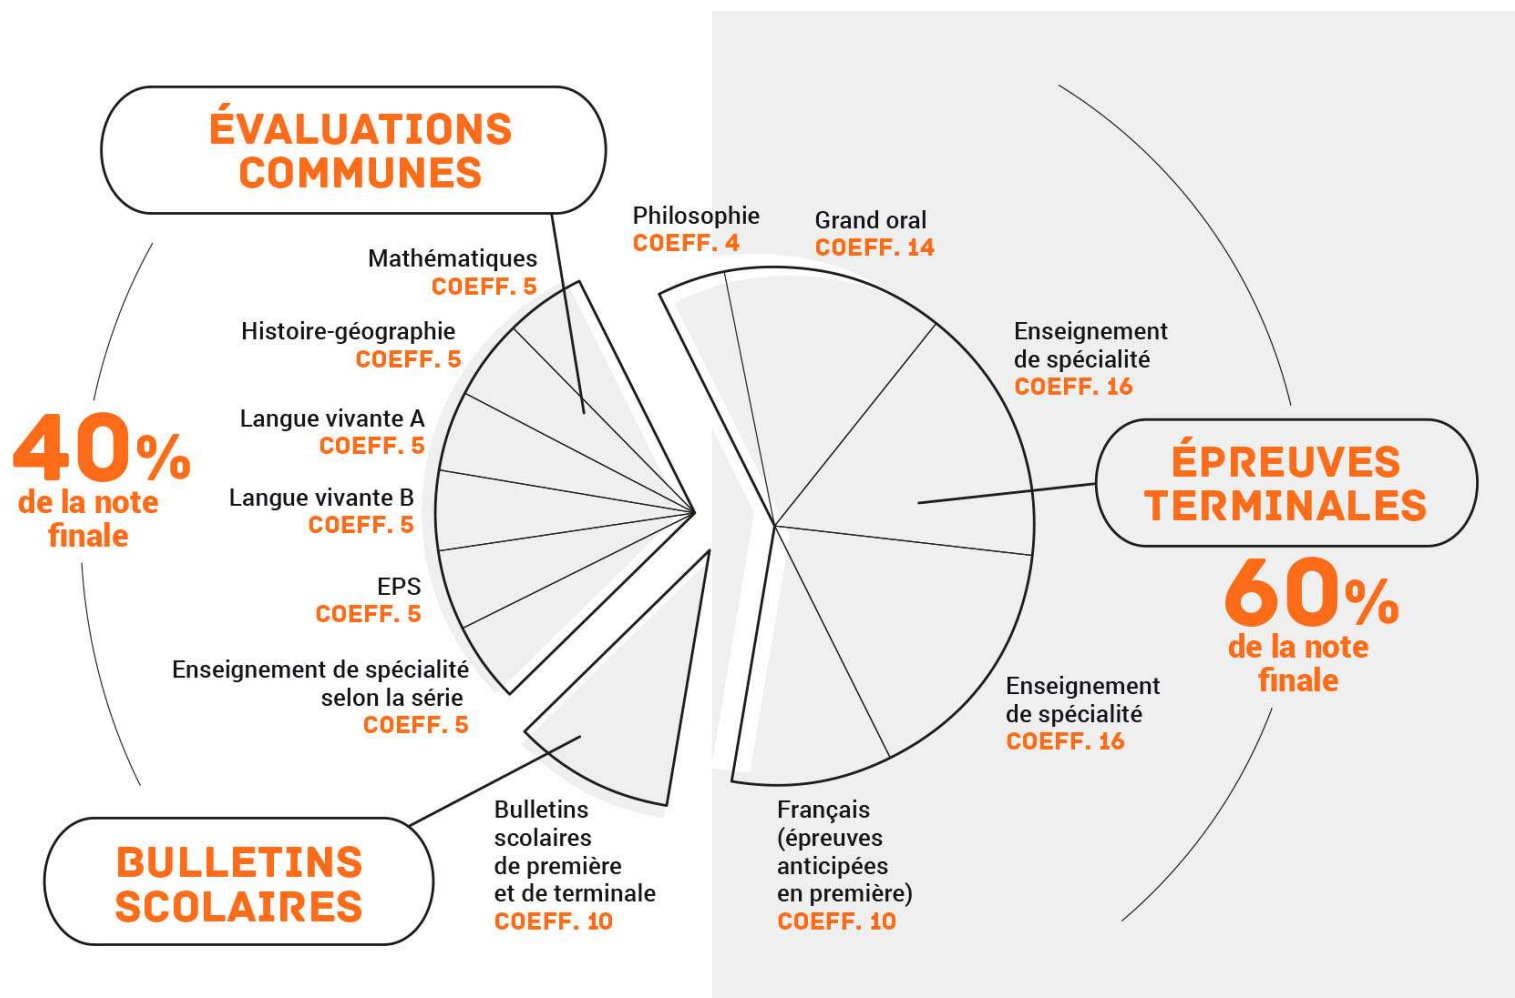 ÉVALUATIONS
COMMUNES
Philosophie
COEFF. 4
Grand oral
COEFF. 14
Mathématiques
COEFF. 5
Histoire-géographie
COEFF. 5
Enseignement
de spécialité
COEFF. 16
Langue vivante A
COEFF. 5
40%
de la note
finale
Langue vivante B
COEFF. 5
ÉPREUVES
TERMINALES
60%
de la note
finale
EPS
COEFF. 5
Enseignement de spécialité
selon la série
COEFF. 5
Enseignement
de spécialité
COEFF. 16
BULLETINS
SCOLAIRES
Bulletins
scolaires
de première
et de terminale
COEFF. 10
Français
(épreuves
anticipées
en première)
COEFF. 10